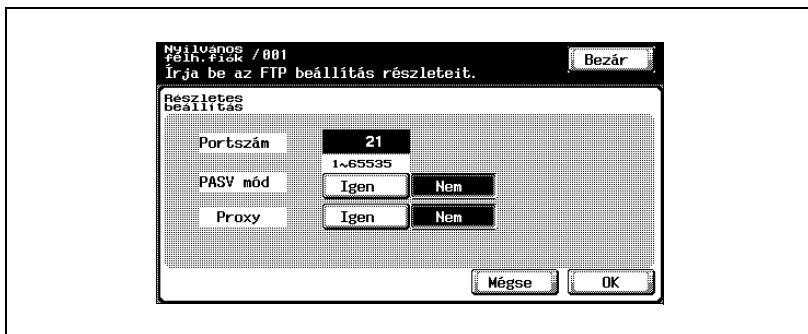 Nyilvános
felh.fiók /001
Bezár
Írja be az FTP beállítás részleteit.
Részletes
beállítás
Portszám
21
1~65535
PASV mód
Igen
Nem
Proxy
Igen
Nem
Mégse
OK